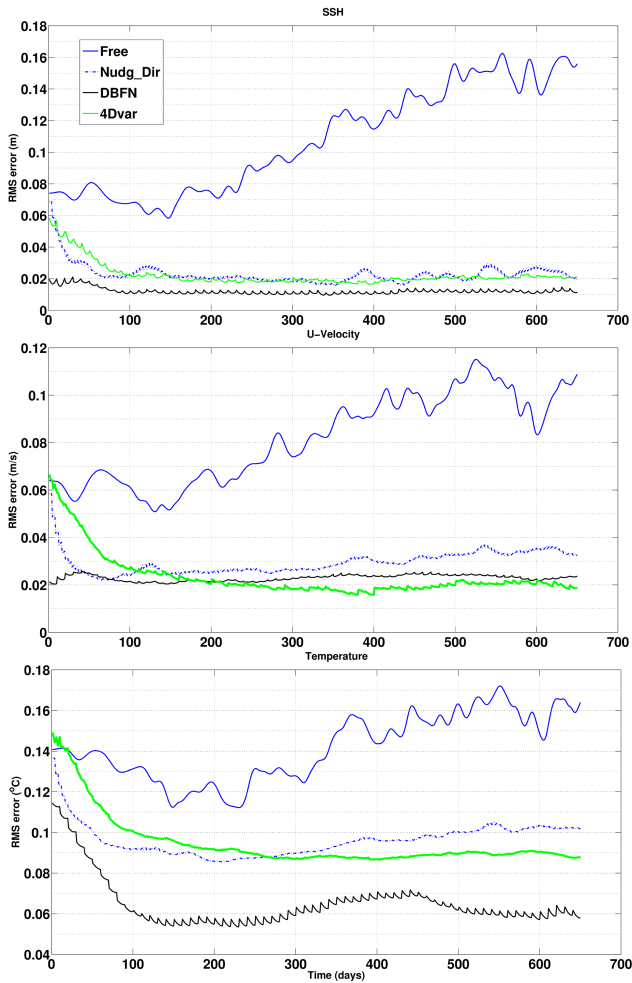 SSH
0.18
0.16
0.14
0.12
0.1
0.08
0.06
0.04
0.02
0
RMS error (m)
Free
Nudg_Dir
DBFN
4Dvar
0 100 200 300 400 500 600 700
U-Velocity
0.12
0.1
0.08
0.06
0.04
0.02
0
RMS error (m/s)
0 100 200 300 400 500 600 700
Temperature
0.18
0.16
0.14
0.12
0.1
0.08
0.06
0.04
RMS error (°C)
0 100 200 300 400 500 600 700
Time (days)